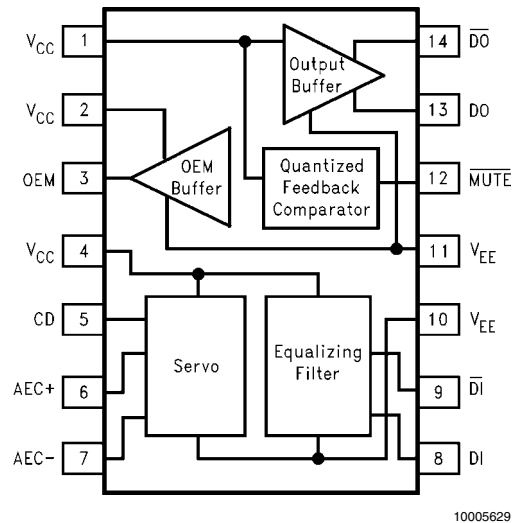 V_CC 1
V_CC 2
OEM 3
V_CC 4
CD 5
AEC+ 6
AEC− 7
Output
Buffer
OEM
Buffer
Quantized
Feedback
Comparator
Servo
Equalizing
Filter
14 D̅O̅
13 DO
12 M̅U̅T̅E̅
11 V_EE
10 V_EE
9 D̅I̅
8 DI
10005629